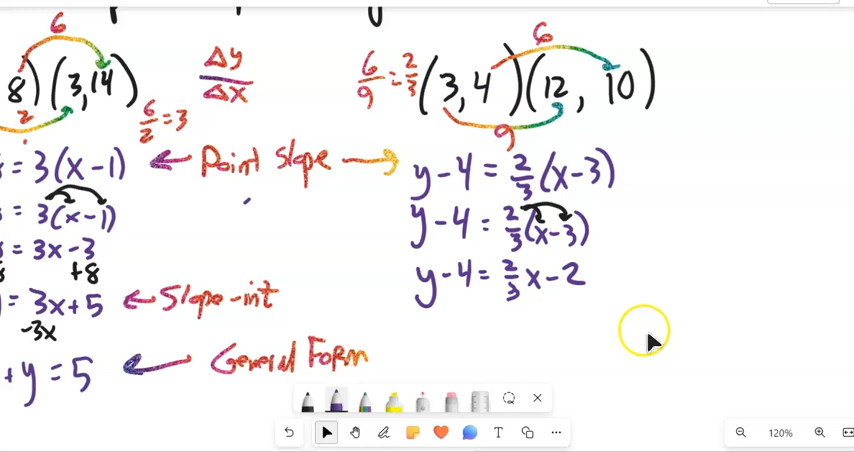 6
8) (3,14)
Δy
Δx
2
6/2 = 3
= 3(x-1)
= 3(x-1)
= 3x-3
8 +8
= 3x+5
-3x
+y = 5
Point Slope
Slope-int
General Form
6
6/9 = 2/3 (3,4) (12, 10)
9
y-4 = 2/3(x-3)
y-4 = 2/3(x-3)
y-4 = 2/3x-2
T
120%